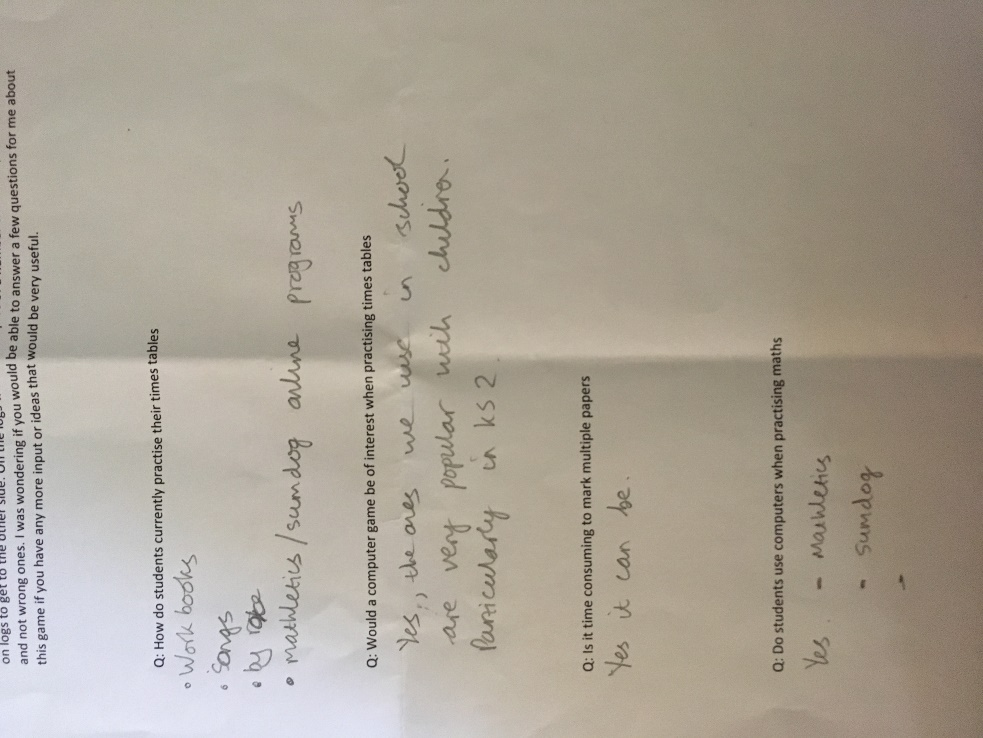 on logs to get to the other side. On the logs
and not wrong ones. I was wondering if you would be able to answer a few questions for me about
this game if you have any more input or ideas that would be very useful.
Q: How do students currently practise their times tables
• Work books
• Songs
• by rote
• mathletics/sumdog online programs
Q: Would a computer game be of interest when practising times tables
Yes, the ones we use in school
are very popular with children.
Particularly in KS2.
Q: Is it time consuming to mark multiple papers
Yes it can be.
Q: Do students use computers when practising maths
Yes. - Mathletics
- Sumdog
-